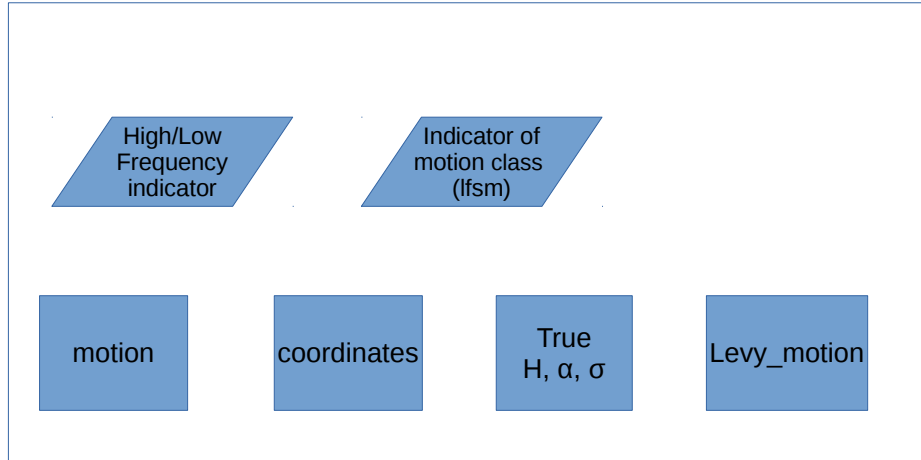 High/Low
Frequency
indicator
Indicator of
motion class
(lfsm)
motion
coordinates
True
H, α, σ
Levy_motion